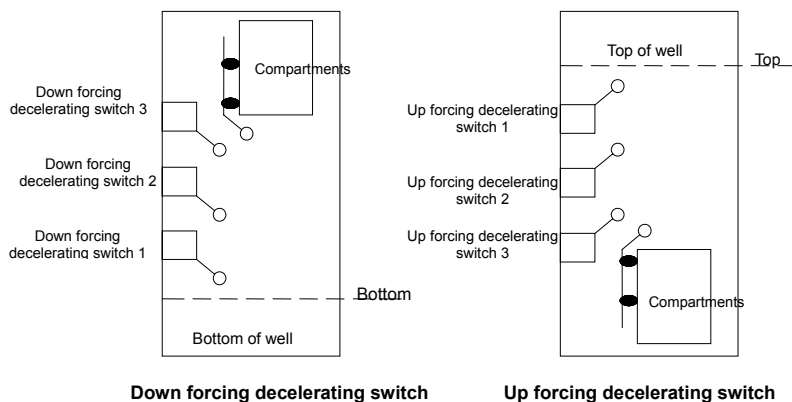 Compartments
Down forcing
decelerating switch 3
Down forcing
decelerating switch 2
Down forcing
decelerating switch 1
Bottom
Bottom of well
Down forcing decelerating switch
Top of well
Top
Up forcing decelerating
switch 1
Up forcing decelerating
switch 2
Up forcing decelerating
switch 3
Compartments
Up forcing decelerating switch